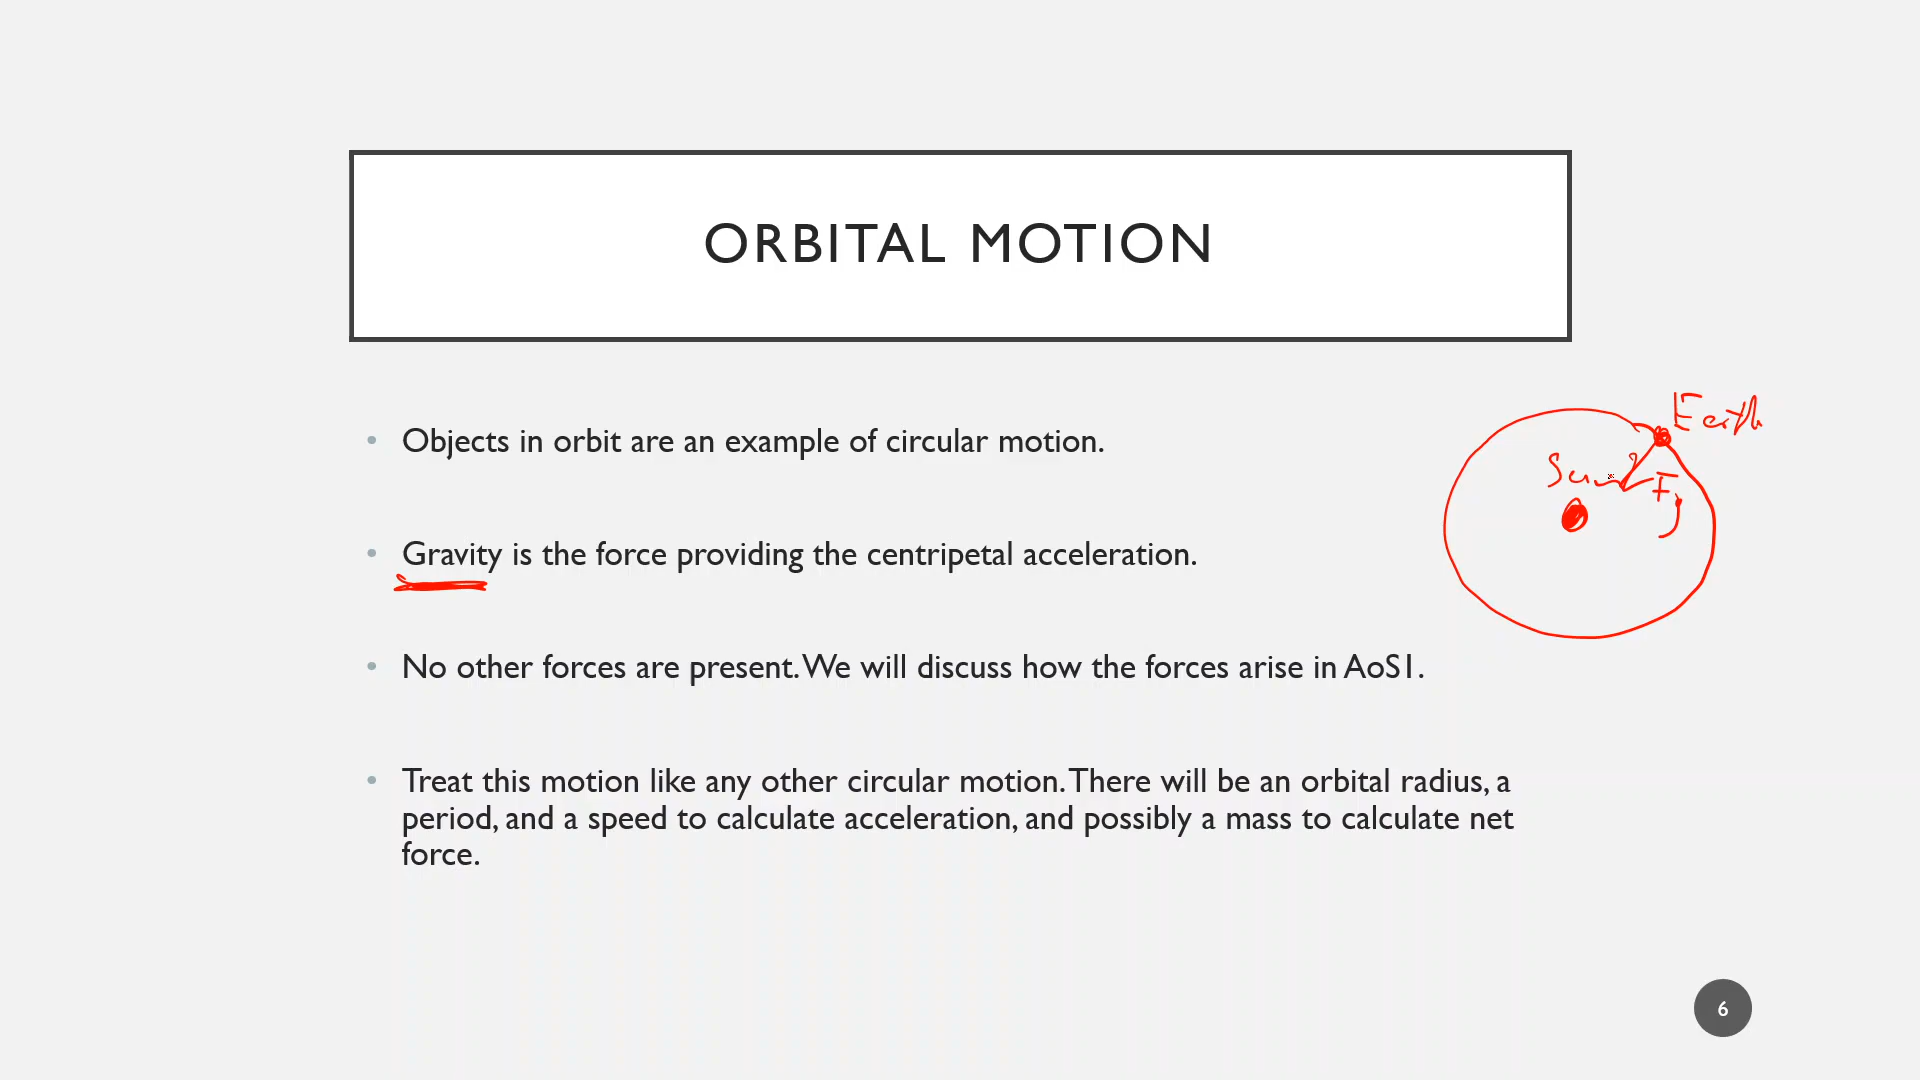 ORBITAL MOTION
• Objects in orbit are an example of circular motion.
• Gravity is the force providing the centripetal acceleration.
• No other forces are present. We will discuss how the forces arise in AoS1.
• Treat this motion like any other circular motion. There will be an orbital radius, a
period, and a speed to calculate acceleration, and possibly a mass to calculate net
force.
Earth
Sun
Fg
6